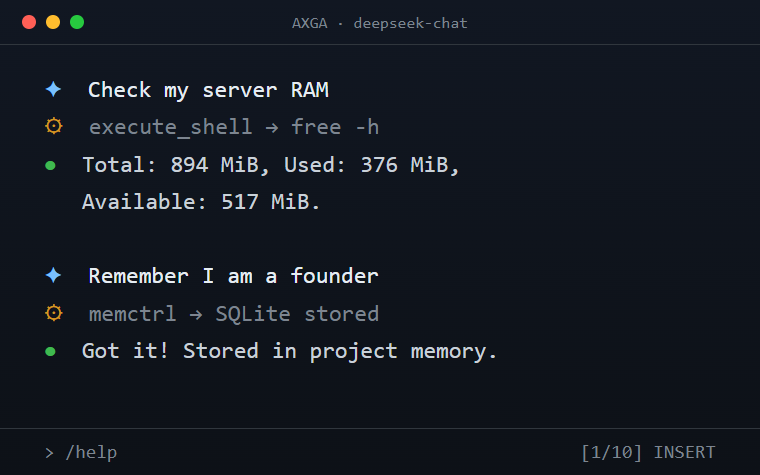 AXGA · deepseek-chat
✦ Check my server RAM
execute_shell → free -h
● Total: 894 MiB, Used: 376 MiB,
Available: 517 MiB.
✦ Remember I am a founder
memctrl → SQLite stored
● Got it! Stored in project memory.
> /help
[1/10] INSERT